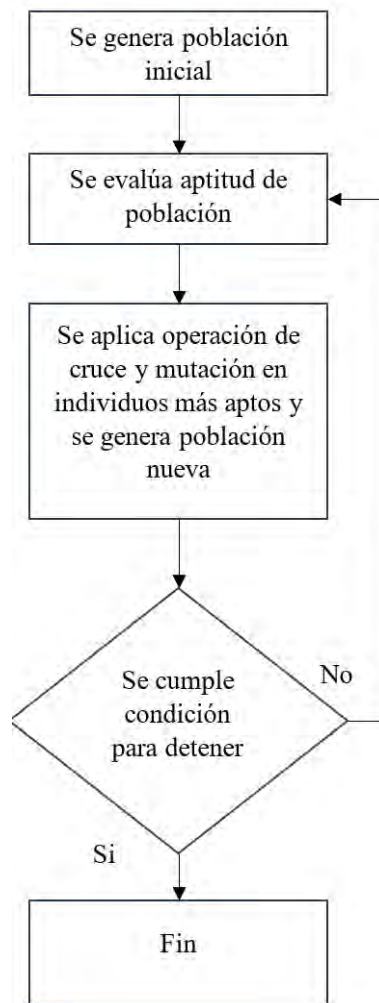 Se genera población
inicial
Se evalúa aptitud de
población
Se aplica operación de
cruce y mutación en
individuos más aptos y
se genera población
nueva
Se cumple
condición
para detener
No
Si
Fin